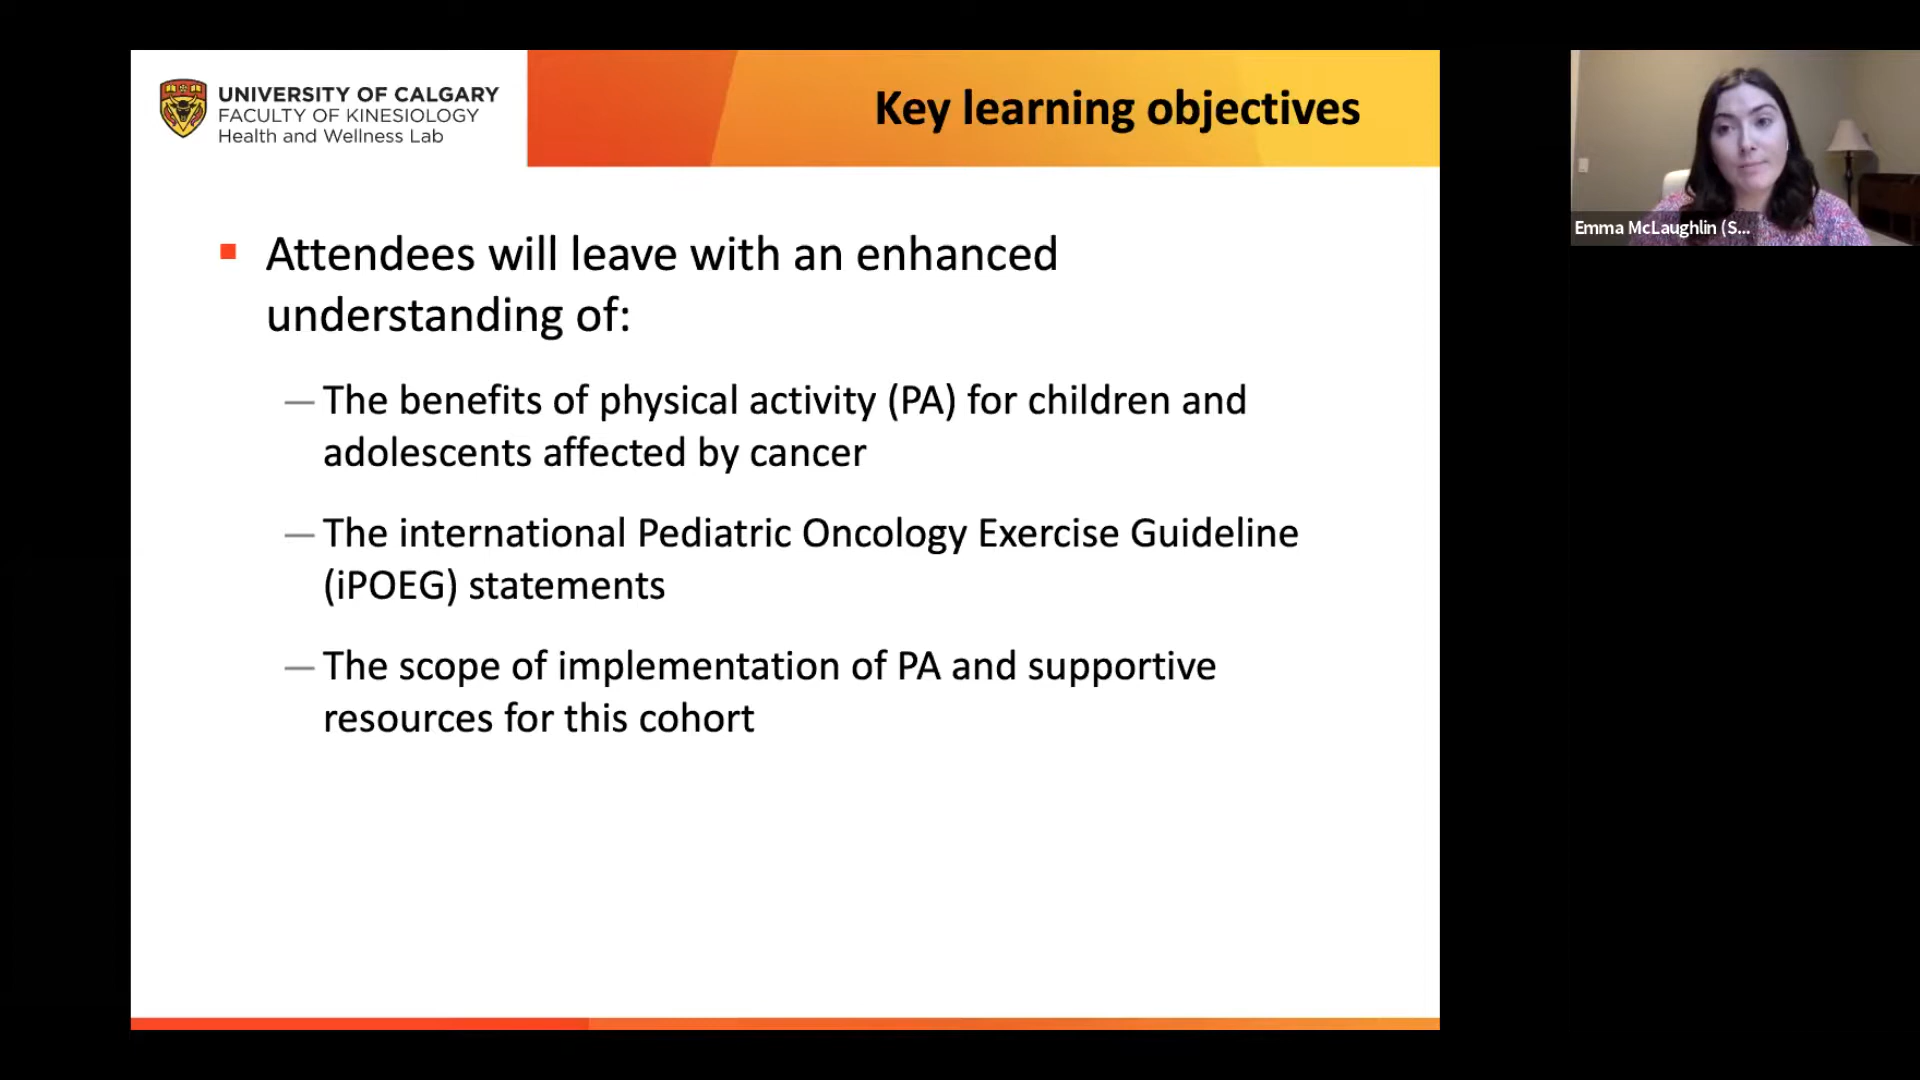 UNIVERSITY OF CALGARY
FACULTY OF KINESIOLOGY
Health and Wellness Lab
Key learning objectives
Attendees will leave with an enhanced
understanding of:
— The benefits of physical activity (PA) for children and
adolescents affected by cancer
— The international Pediatric Oncology Exercise Guideline
(iPOEG) statements
— The scope of implementation of PA and supportive
resources for this cohort
Emma McLaughlin (S...